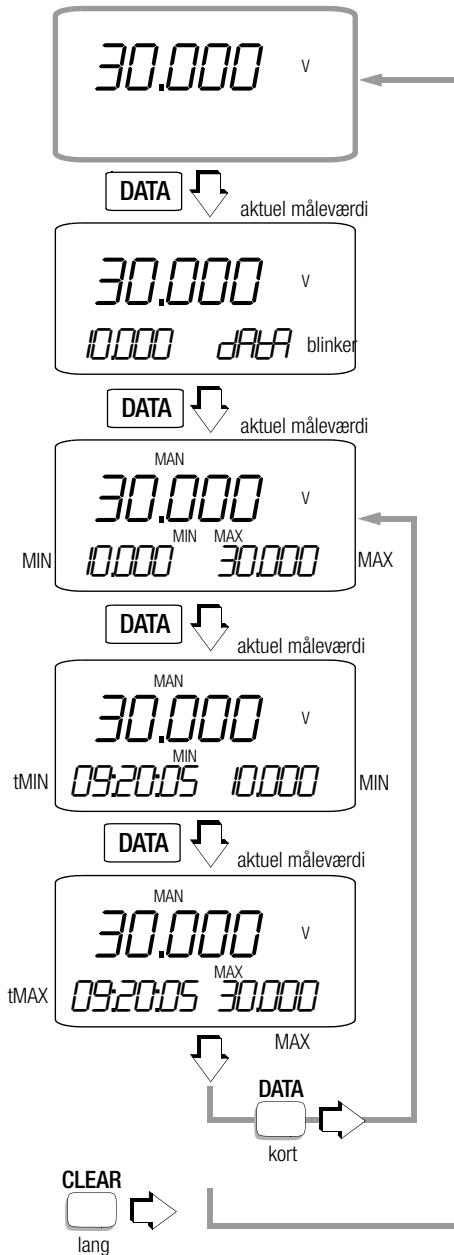 30.000 V
DATA
aktuel måleværdi
30.000 V
10.000 dAtA blinker
DATA
aktuel måleværdi
MAN
30.000 V
MIN MAX
MIN 10.000 30.000 MAX
DATA
aktuel måleværdi
MAN
30.000 V
MIN
tMIN 09:20:05 10.000 MIN
DATA
aktuel måleværdi
MAN
30.000 V
MAX
tMAX 09:20:05 30.000
MAX
DATA
kort
CLEAR
lang